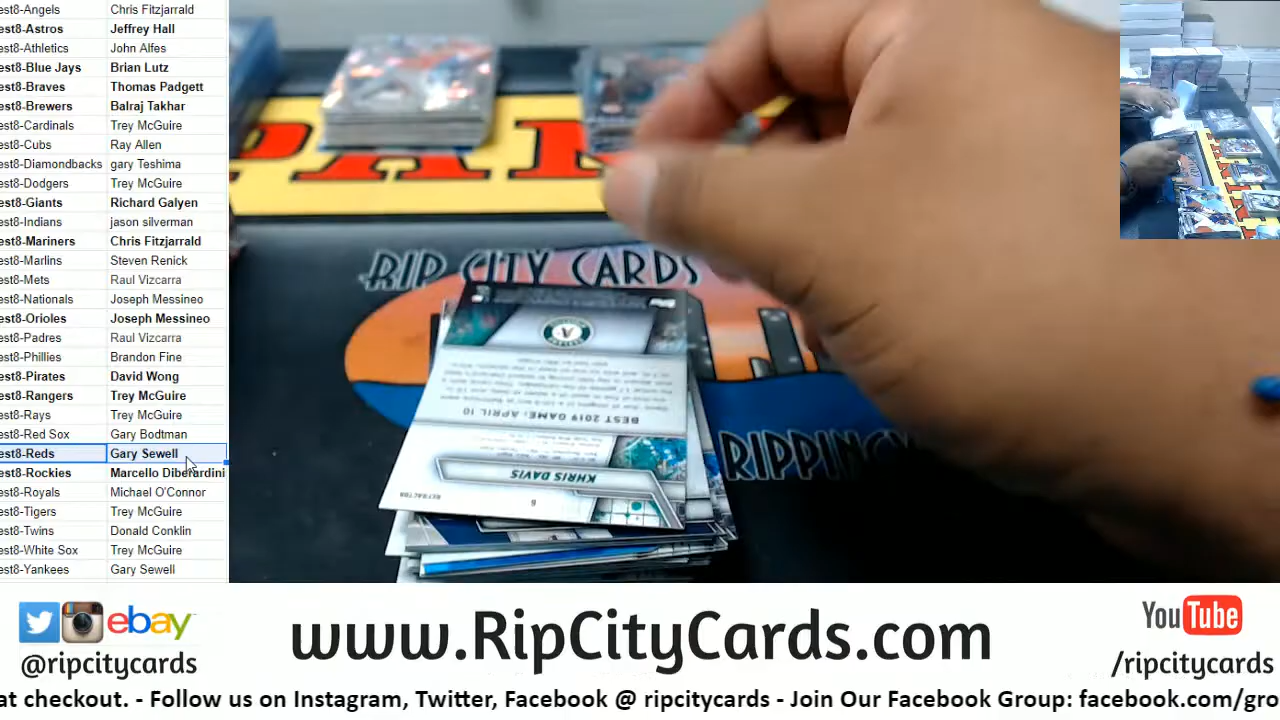 est8-Angels Chris Fitzjarrald
est8-Astros Jeffrey Hall
est8-Athletics John Alfes
est8-Blue Jays Brian Lutz
est8-Braves Thomas Padgett
est8-Brewers Balraj Takhar
est8-Cardinals Trey McGuire
est8-Cubs Ray Allen
est8-Diamondbacks gary Teshima
est8-Dodgers Trey McGuire
est8-Giants Richard Galyen
est8-Indians jason silverman
est8-Mariners Chris Fitzjarrald
est8-Marlins Steven Renick
est8-Mets Raul Vizcarra
est8-Nationals Joseph Messineo
est8-Orioles Joseph Messineo
est8-Padres Raul Vizcarra
est8-Phillies Brandon Fine
est8-Pirates David Wong
est8-Rangers Trey McGuire
est8-Rays Trey McGuire
est8-Red Sox Gary Bodtman
est8-Reds Gary Sewell
est8-Rockies Marcello Diberardini
est8-Royals Michael O'Connor
est8-Tigers Trey McGuire
est8-Twins Donald Conklin
est8-White Sox Trey McGuire
est8-Yankees Gary Sewell
RIP CITY CARDS
RIPPINGV
BEST 2019 GAME: APRIL 10
KHRIS DAVIS
REFRACTOR
6
ebay
@ripcitycards
www.RipCityCards.com
YouTube
/ripcitycards
at checkout. - Follow us on Instagram, Twitter, Facebook @ ripcitycards - Join Our Facebook Group: facebook.com/gro